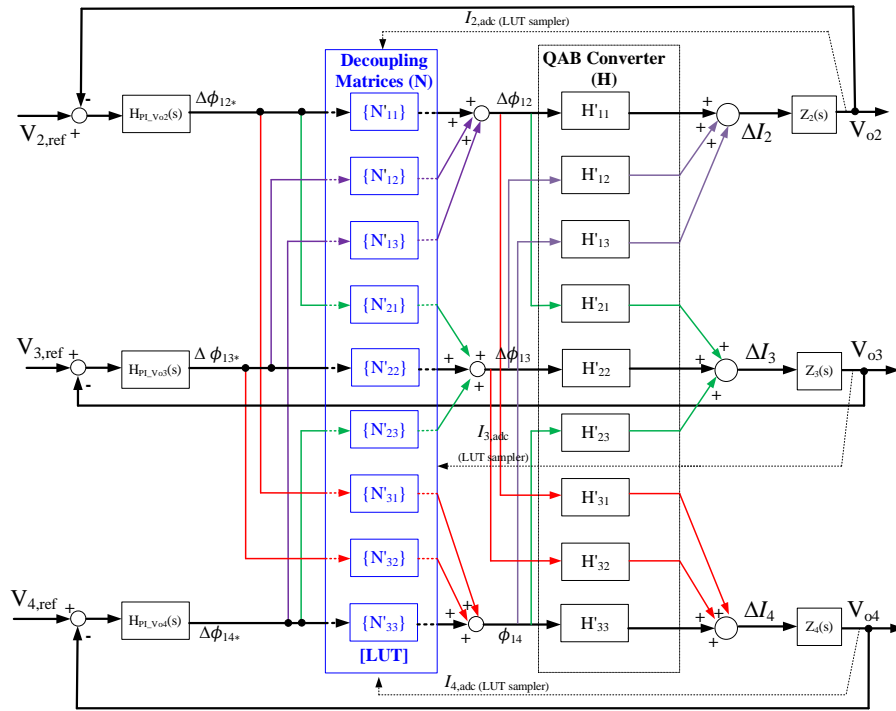 I2,adc (LUT sampler)
Decoupling Matrices (N)
QAB Converter (H)
-
+
V2,ref
HPI_Vo2(s)
Δϕ12*
{N'11}
+
+
+
Δϕ12
H'11
+
+
+
ΔI2
Z2(s)
Vo2
{N'12}
H'12
{N'13}
H'13
{N'21}
H'21
V3,ref
+
-
HPI_Vo3(s)
Δ ϕ13*
{N'22}
+
+
+
Δϕ13
H'22
+
+
+
ΔI3
Z3(s)
Vo3
{N'23}
I3,adc
(LUT sampler)
H'23
{N'31}
H'31
{N'32}
H'32
V4,ref
+
-
HPI_Vo4(s)
Δϕ14*
{N'33}
+
+
+
ϕ14
H'33
+
+
+
ΔI4
Z4(s)
Vo4
[LUT]
I4,adc (LUT sampler)